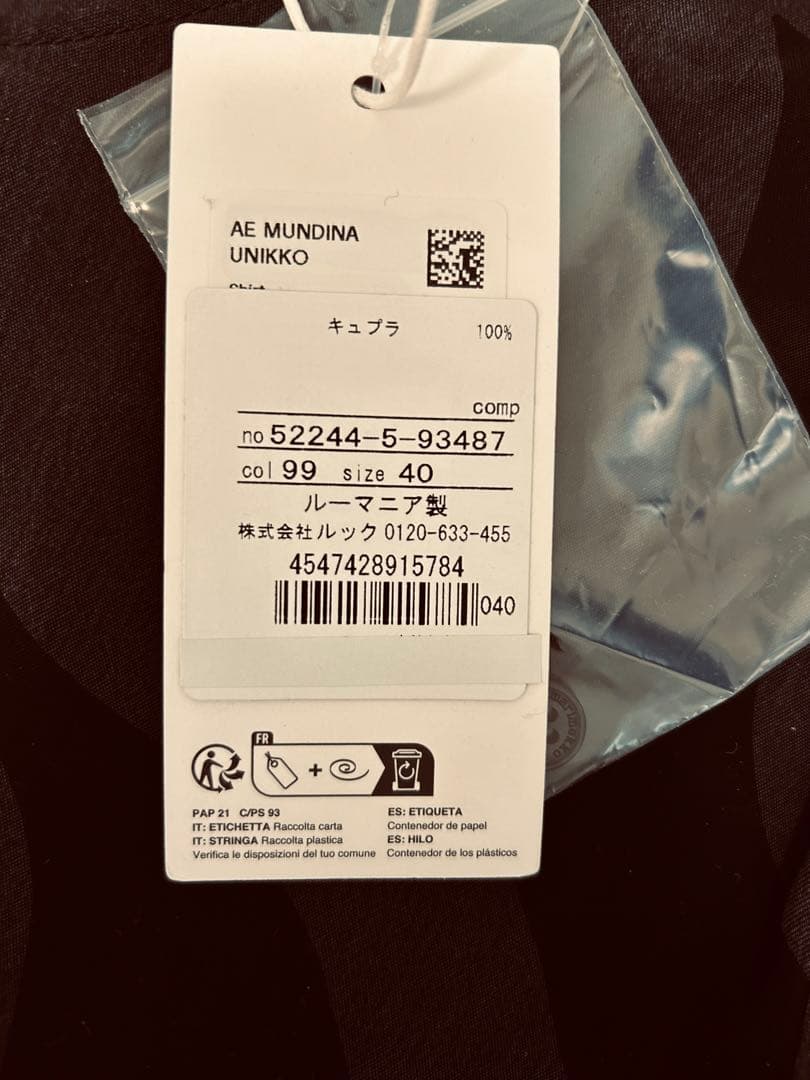 AE MUNDINA
UNIKKO
Shirt
キュプラ 100%
comp
no 52244-5-93487
col 99 size 40
ルーマニア製
株式会社ルック 0120-633-455
4547428915784
040
FR
PAP 21 C/PS 93
IT: ETICHETTA Raccolta carta
IT: STRINGA Raccolta plastica
Verifica le disposizioni del tuo comune
ES: ETIQUETA
Contenedor de papel
ES: HILO
Contenedor de los plásticos
marimekko